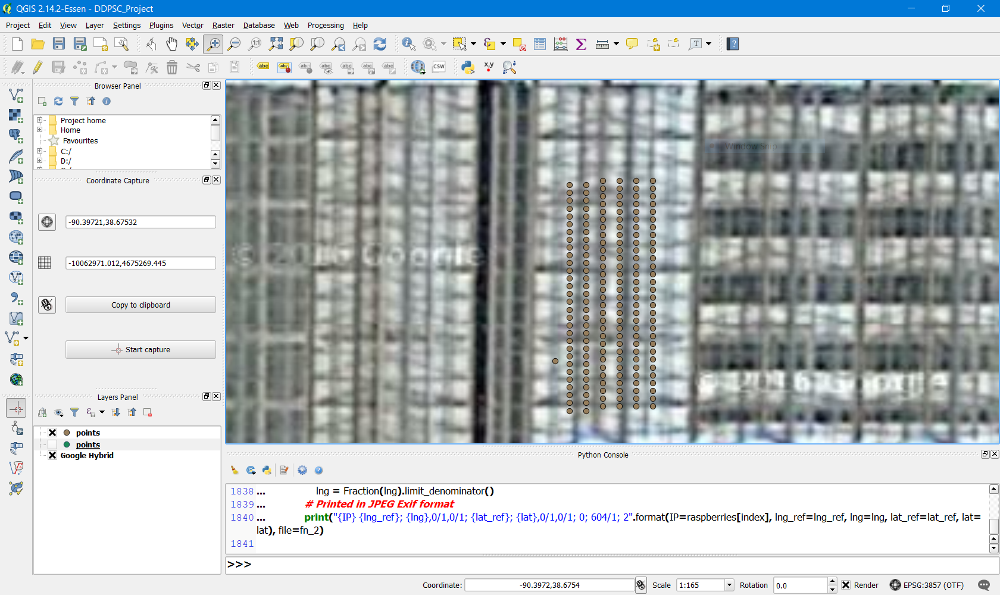 QGIS 2.14.2-Essen - DDPSC_Project
Project Edit View Layer Settings Plugins Vector Raster Database Web Processing Help
Browser Panel
Project home
Home
Favourites
C:/
D:/
Coordinate Capture
-90.39721,38.67532
-10062971.012,4675269.445
Copy to clipboard
Start capture
Layers Panel
points
points
Google Hybrid
Window Snip
Python Console
1838 ... lng = Fraction(lng).limit_denominator()
1839 ... # Printed in JPEG Exif format
1840 ... print("{IP} {lng_ref}; {lng},0/1,0/1; {lat_ref}; {lat},0/1,0/1; 0; 604/1; 2".format(IP=raspberries[index], lng_ref=lng_ref, lng=lng, lat_ref=lat_ref, lat=
lat), file=fn_2)
1841
>>>
Coordinate: -90.3972,38.6754 Scale 1:165 Rotation 0.0 Render EPSG:3857 (OTF)